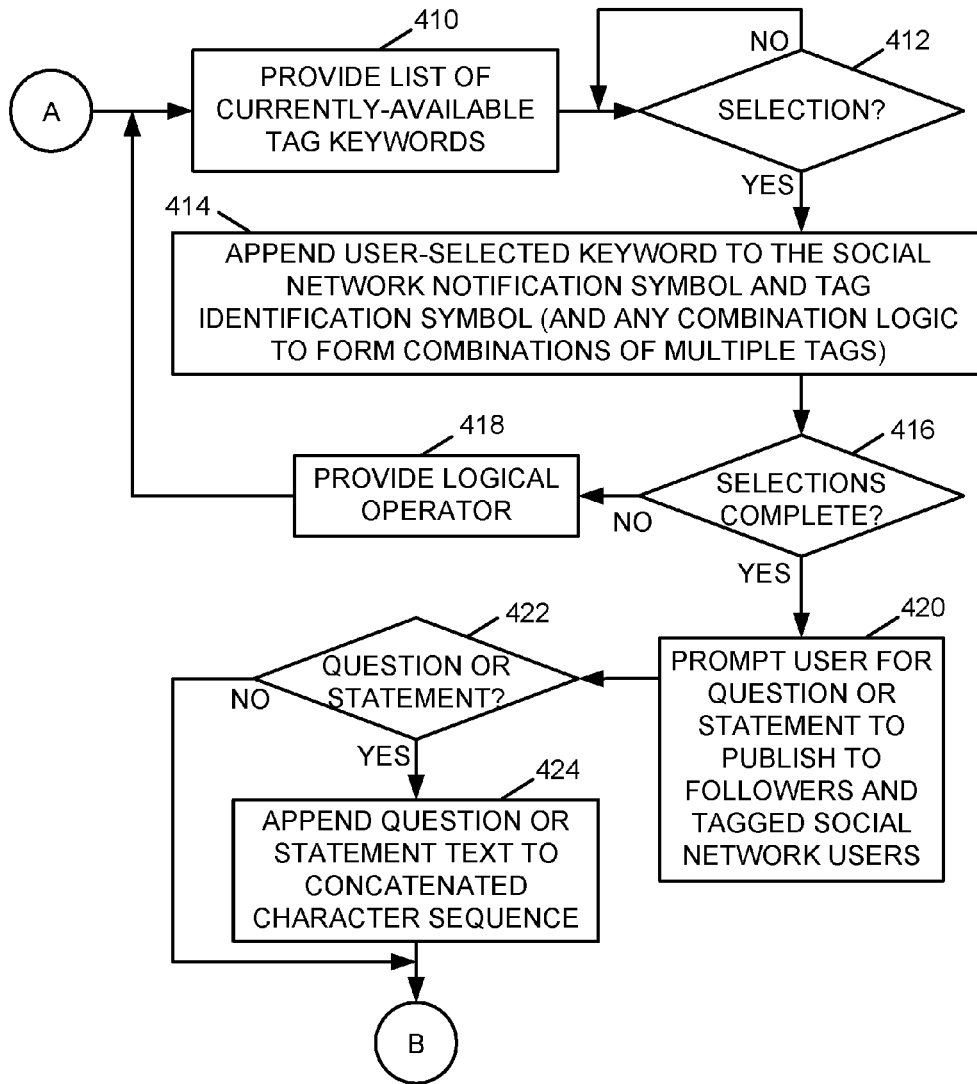 410
NO
412
A
PROVIDE LIST OF
CURRENTLY-AVAILABLE
TAG KEYWORDS
SELECTION?
YES
414
APPEND USER-SELECTED KEYWORD TO THE SOCIAL
NETWORK NOTIFICATION SYMBOL AND TAG
IDENTIFICATION SYMBOL (AND ANY COMBINATION LOGIC
TO FORM COMBINATIONS OF MULTIPLE TAGS)
418
416
PROVIDE LOGICAL
OPERATOR
NO
SELECTIONS
COMPLETE?
YES
422
420
QUESTION OR
STATEMENT?
NO
YES
PROMPT USER FOR
QUESTION OR
STATEMENT TO
PUBLISH TO
FOLLOWERS AND
TAGGED SOCIAL
NETWORK USERS
424
APPEND QUESTION OR
STATEMENT TEXT TO
CONCATENATED
CHARACTER SEQUENCE
B